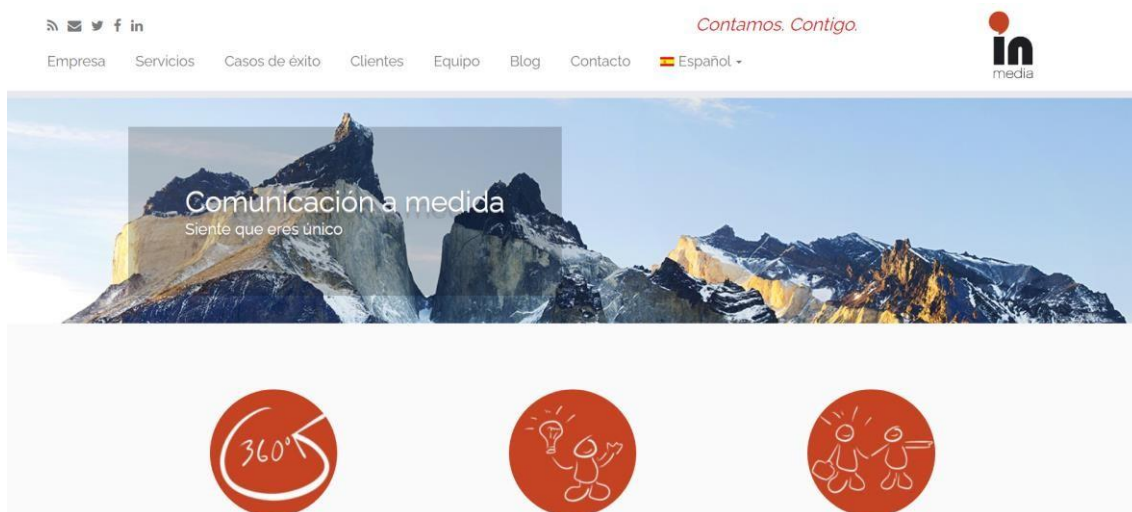 Contamos. Contigo.
in
media
Empresa Servicios Casos de éxito Clientes Equipo Blog Contacto Español
Comunicación a medida
Siente que eres único
360º